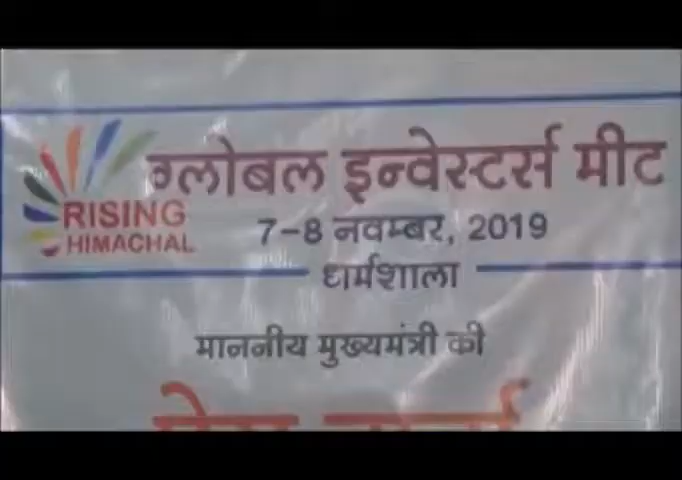 ग्लोबल इन्वेस्टर्स मीट
RISING
HIMACHAL
7-8 नवम्बर, 2019
धर्मशाला
माननीय मुख्यमंत्री की